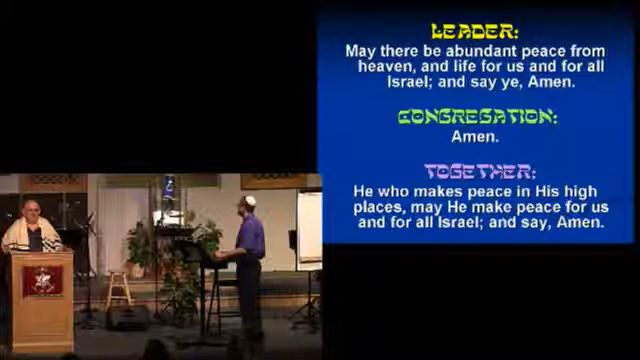 LEADER:
May there be abundant peace from
heaven, and life for us and for all
Israel; and say ye, Amen.
CONGREGATION:
Amen.
TOGETHER:
He who makes peace in His high
places, may He make peace for us
and for all Israel; and say, Amen.